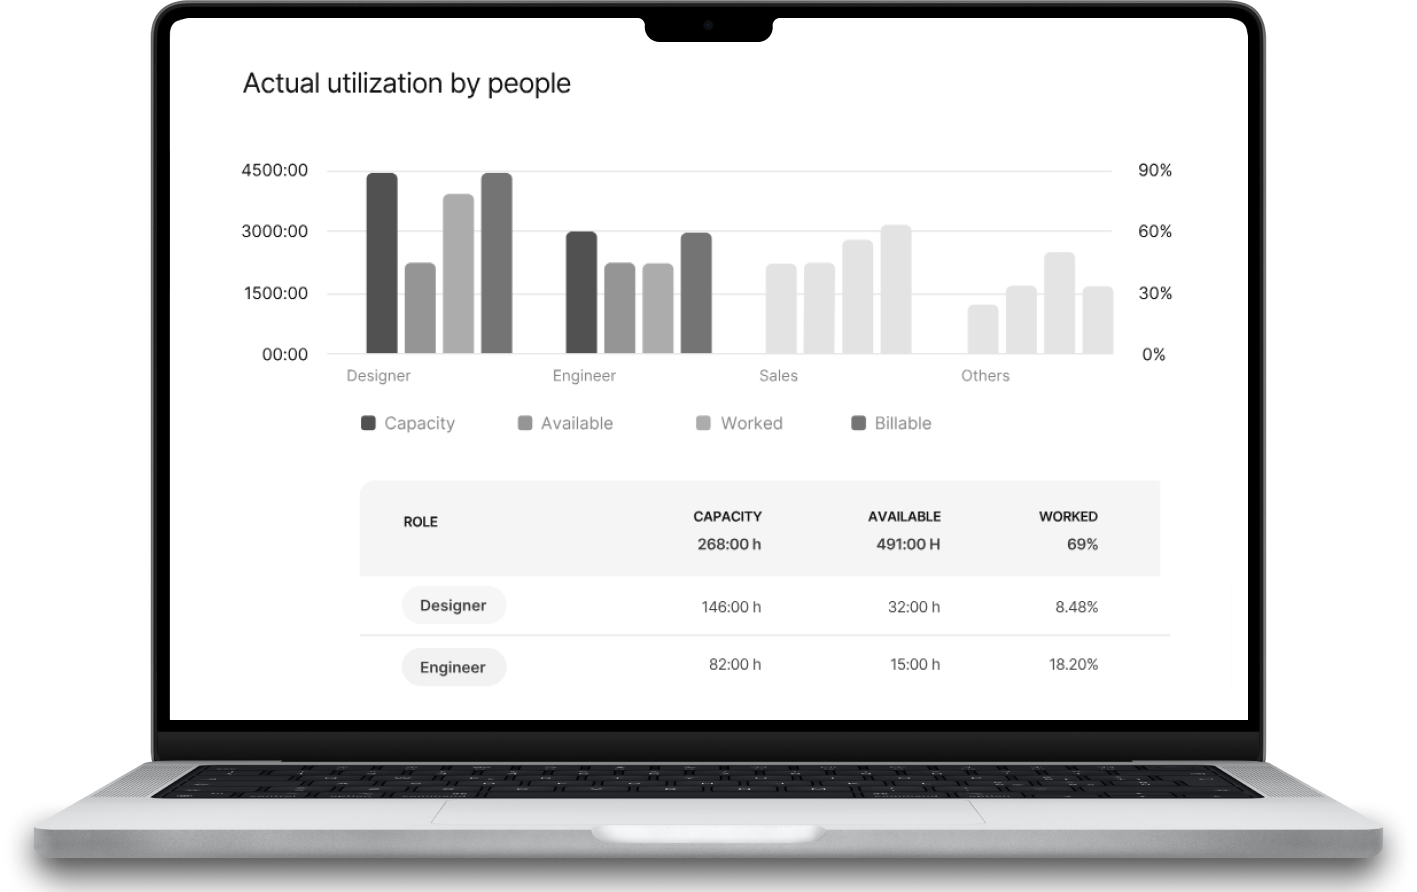 Actual utilization by people
4500:00 90%
3000:00 60%
1500:00 30%
00:00 0%
Designer Engineer Sales Others
Capacity Available Worked Billable
ROLE CAPACITY AVAILABLE WORKED
268:00 h 491:00 H 69%
Designer 146:00 h 32:00 h 8.48%
Engineer 82:00 h 15:00 h 18.20%